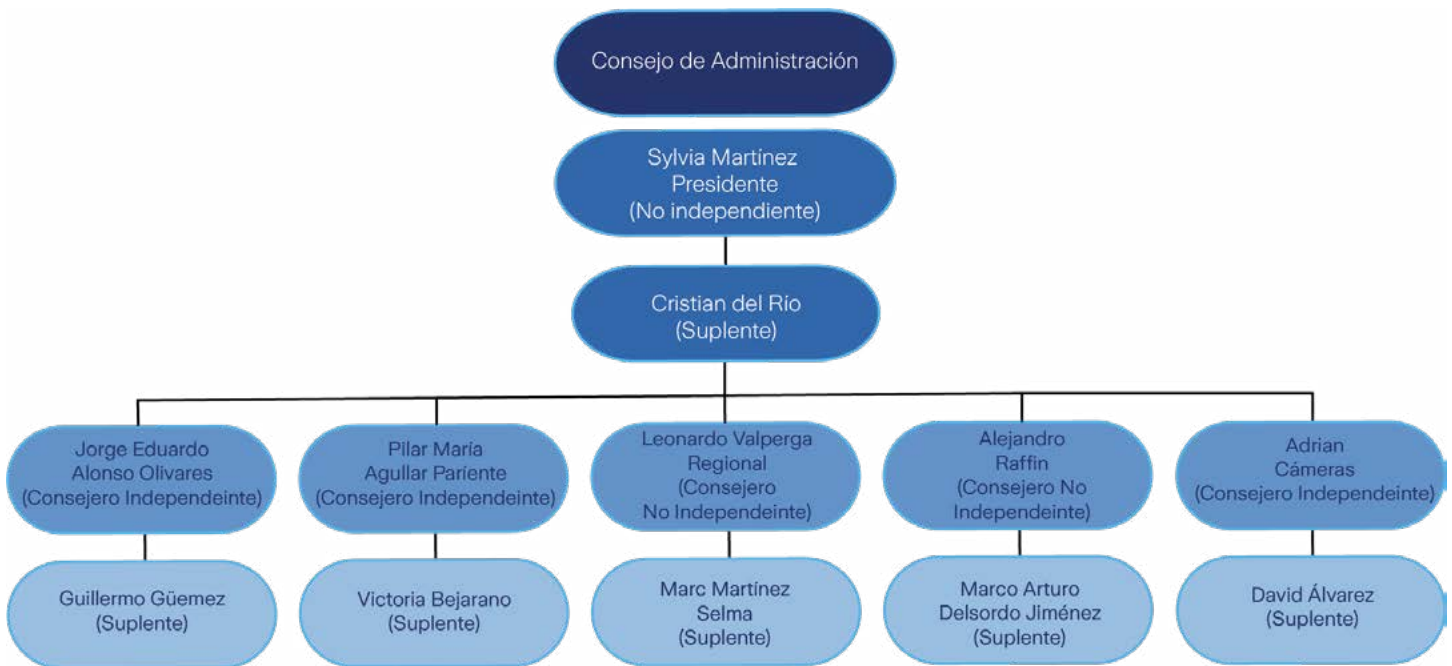 Consejo de Administración
Sylvia Martínez
Presidente
(No independiente)
Cristian del Río
(Suplente)
Jorge Eduardo
Alonso Olivares
(Consejero Independeinte)
Pilar María
Agullar Paríente
(Consejero Independeinte)
Leonardo Valperga
Regional
(Consejero
No Independeinte)
Alejandro
Raffin
(Consejero No
Independeinte)
Adrian
Cámeras
(Consejero Independeinte)
Guillermo Güemez
(Suplente)
Victoria Bejarano
(Suplente)
Marc Martínez
Selma
(Suplente)
Marco Arturo
Delsordo Jiménez
(Suplente)
David Álvarez
(Suplente)